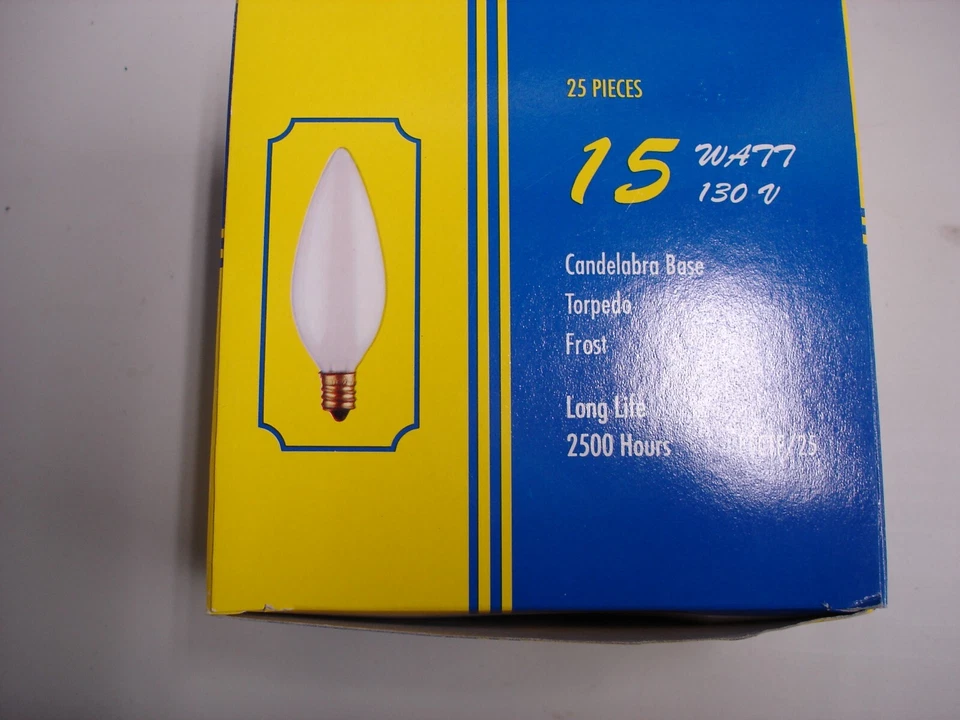 25 PIECES
15 WATT
130 V
Candelabra Base
Torpedo
Frost
Long Life
2500 Hours